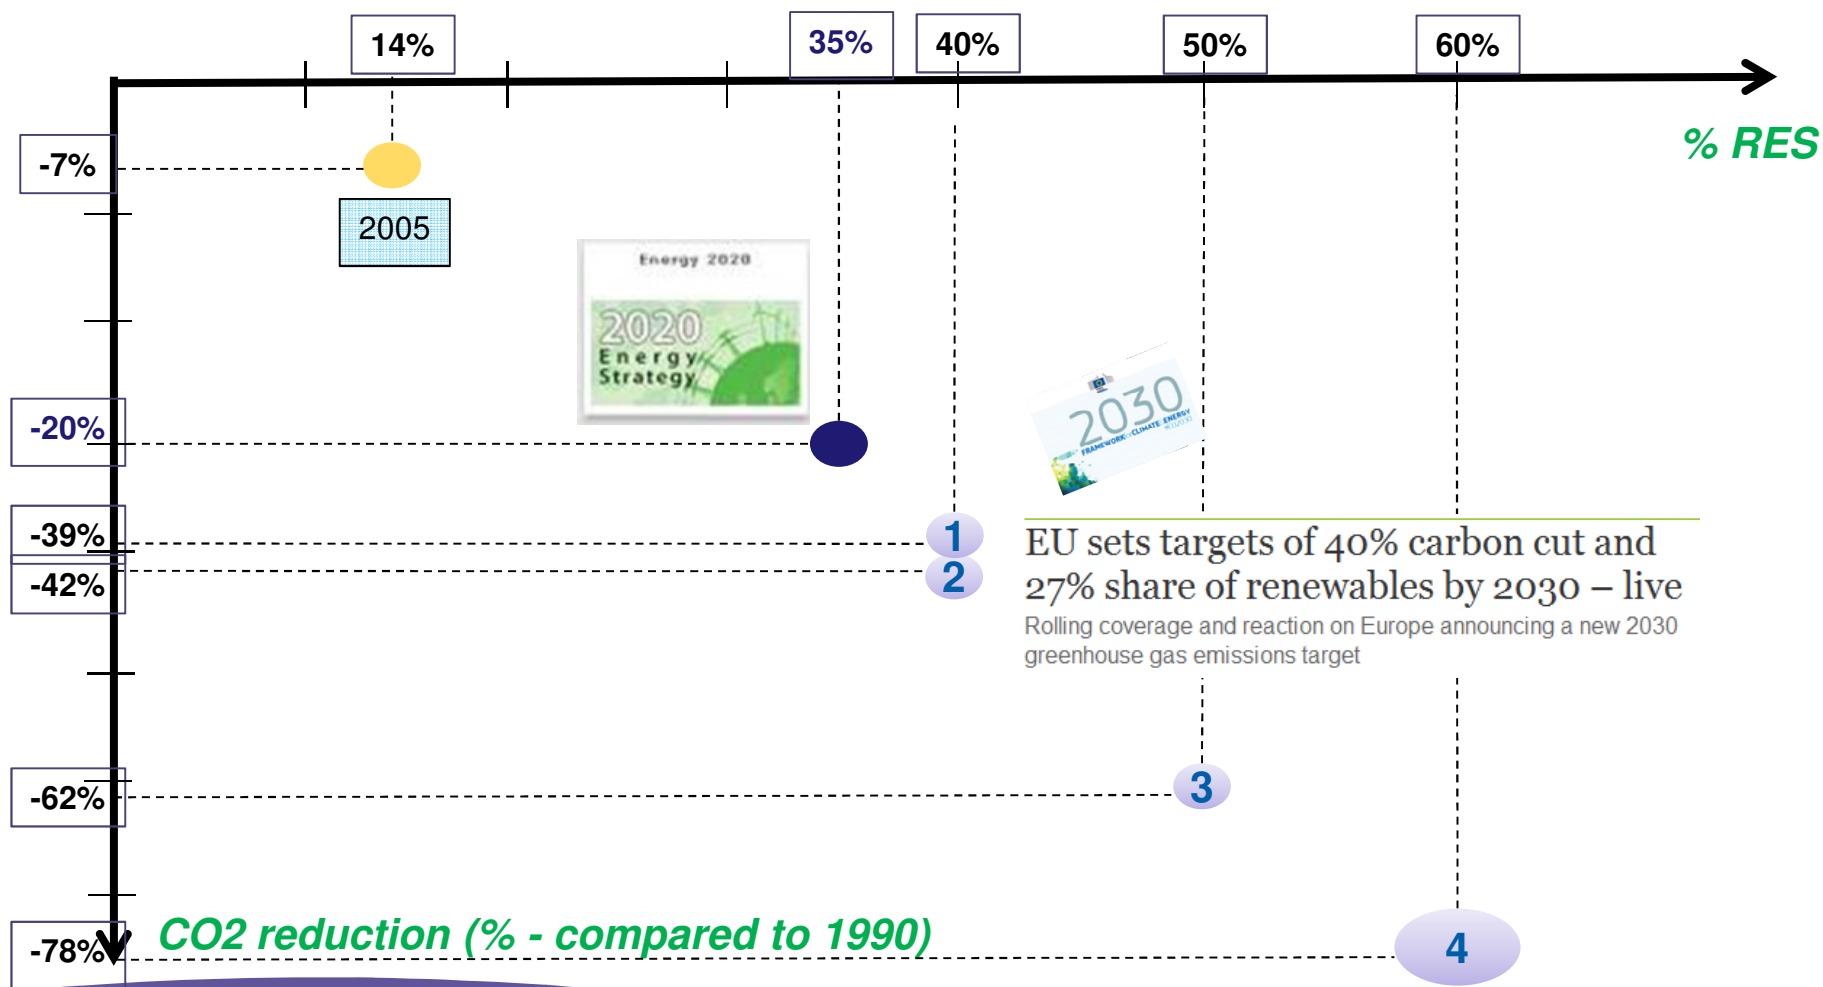 14%
35%
40%
50%
60%
% RES
-7%
2005
Energy 2020
2020
Energy
Strategy
2030
FRAMEWORK CLIMATE ENERGY
-20%
-39%
1
-42%
2
EU sets targets of 40% carbon cut and
27% share of renewables by 2030 – live
Rolling coverage and reaction on Europe announcing a new 2030
greenhouse gas emissions target
-62%
3
CO2 reduction (% - compared to 1990)
-78%
4